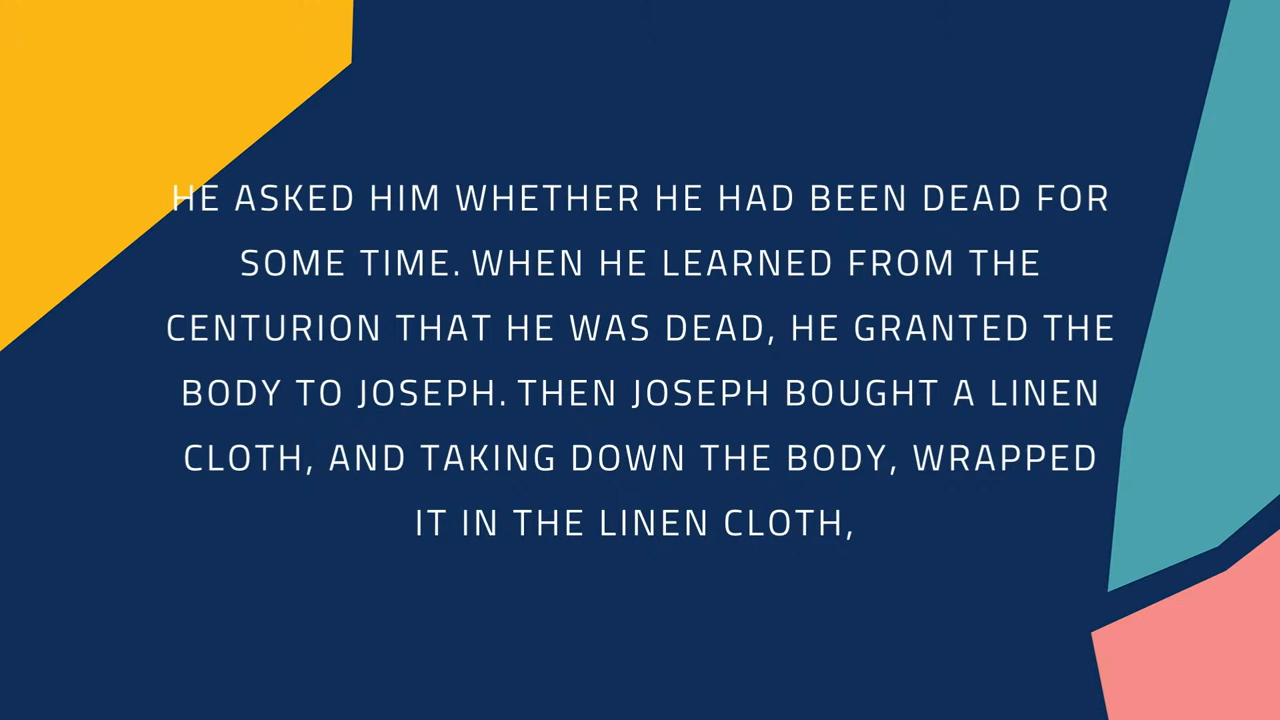 HE ASKED HIM WHETHER HE HAD BEEN DEAD FOR
SOME TIME. WHEN HE LEARNED FROM THE
CENTURION THAT HE WAS DEAD, HE GRANTED THE
BODY TO JOSEPH. THEN JOSEPH BOUGHT A LINEN
CLOTH, AND TAKING DOWN THE BODY, WRAPPED
IT IN THE LINEN CLOTH,